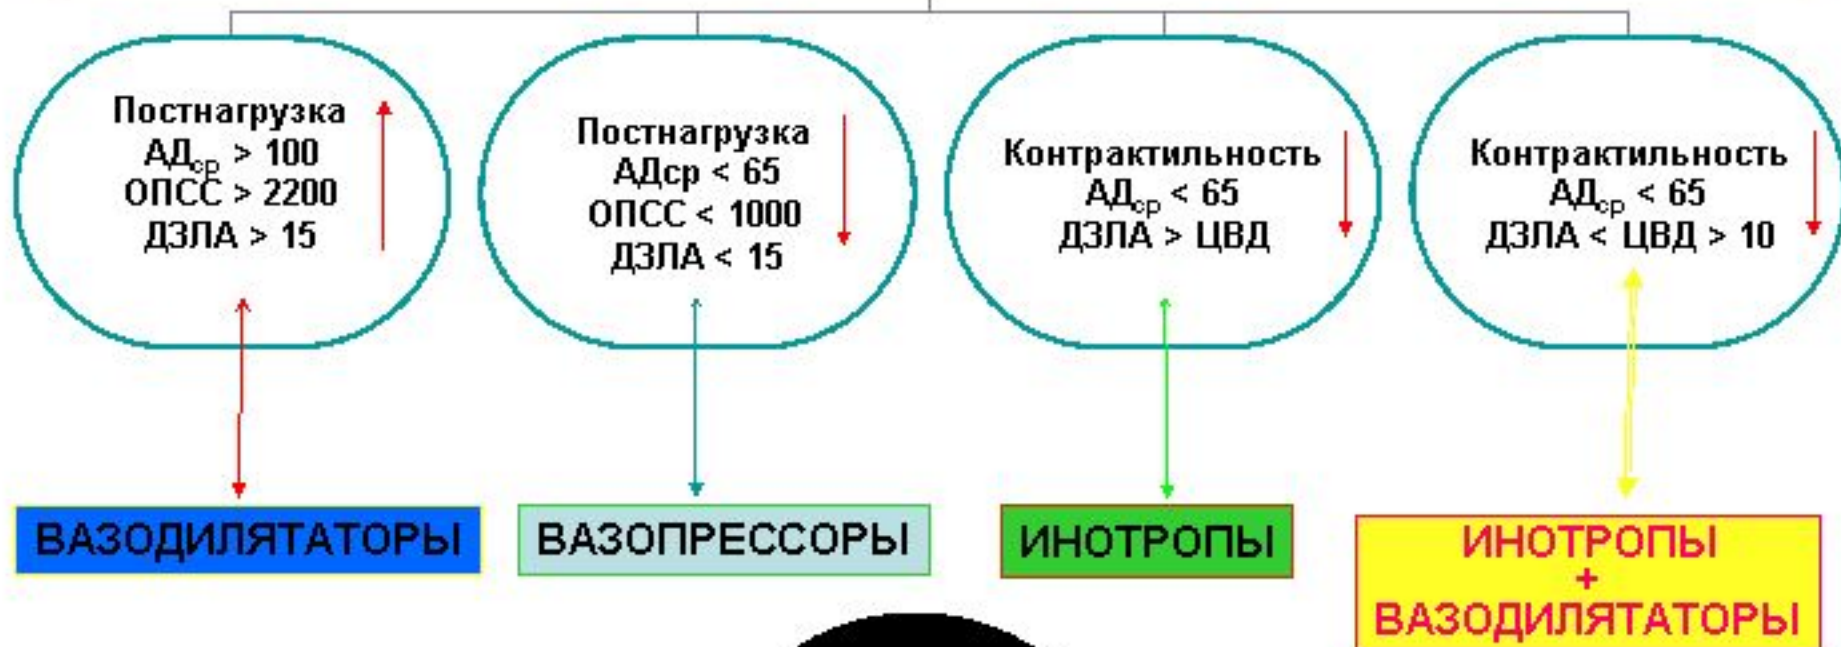 Постнагрузка
АДср > 100
ОПСС > 2200
ДЗЛА > 15
Постнагрузка
АДср < 65
ОПСС < 1000
ДЗЛА < 15
Контрактильность
АДср < 65
ДЗЛА > ЦВД
Контрактильность
АДср < 65
ДЗЛА < ЦВД > 10
ВАЗОДИЛЯТАТОРЫ
ВАЗОПРЕССОРЫ
ИНОТРОПЫ
ИНОТРОПЫ
+
ВАЗОДИЛЯТАТОРЫ